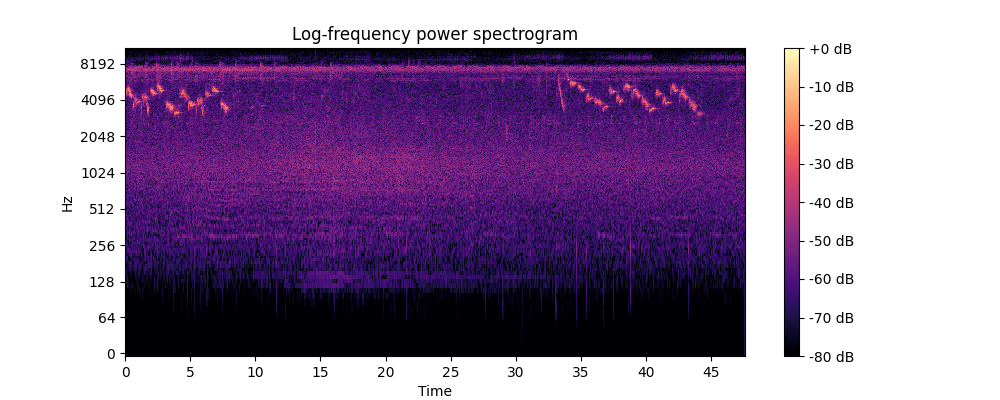 Log-frequency power spectrogram
Hz
8192
4096
2048
1024
512
256
128
64
0
0 5 10 15 20 25 30 35 40 45
Time
+0 dB
-10 dB
-20 dB
-30 dB
-40 dB
-50 dB
-60 dB
-70 dB
-80 dB